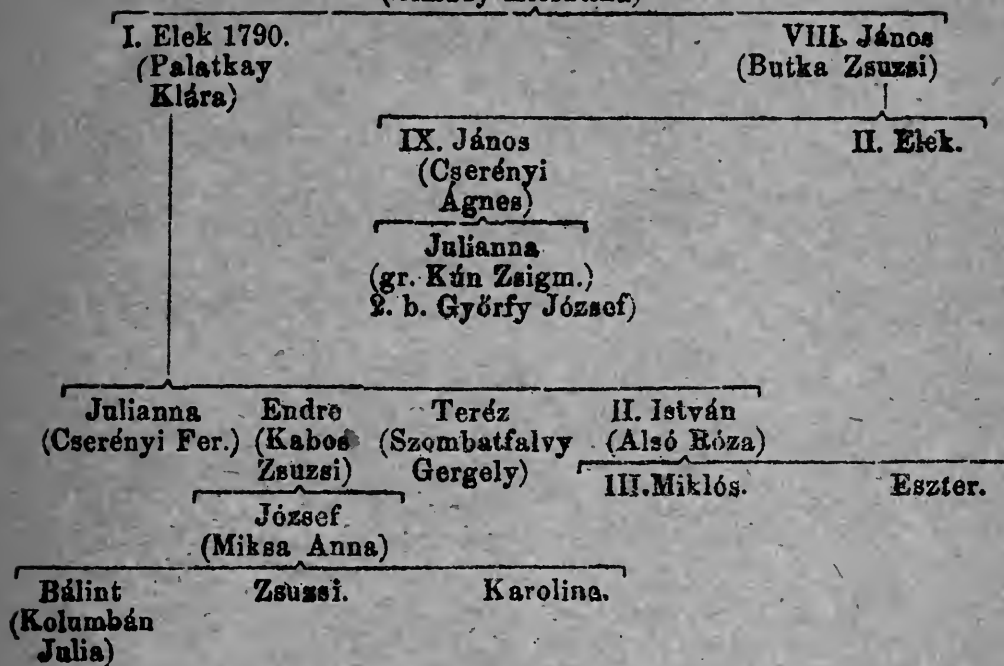 I. Elek 1790. VIII. János
(Palatkay (Butka Zsuzsi)
Klára)
IX. János II. Elek.
(Cserényi
Ágnes)
Julianna
(gr. Kún Zsigm.)
2. b. Győrfy József)
Julianna Endre Teréz II. István
(Cserényi Fer.) (Kabos (Szombatfalvy (Alsó Róza)
Zsuzsi) Gergely) III. Miklós. Eszter.
József
(Miksa Anna)
Bálint Zsuzsi. Karolina.
(Kolumbán
Julia)